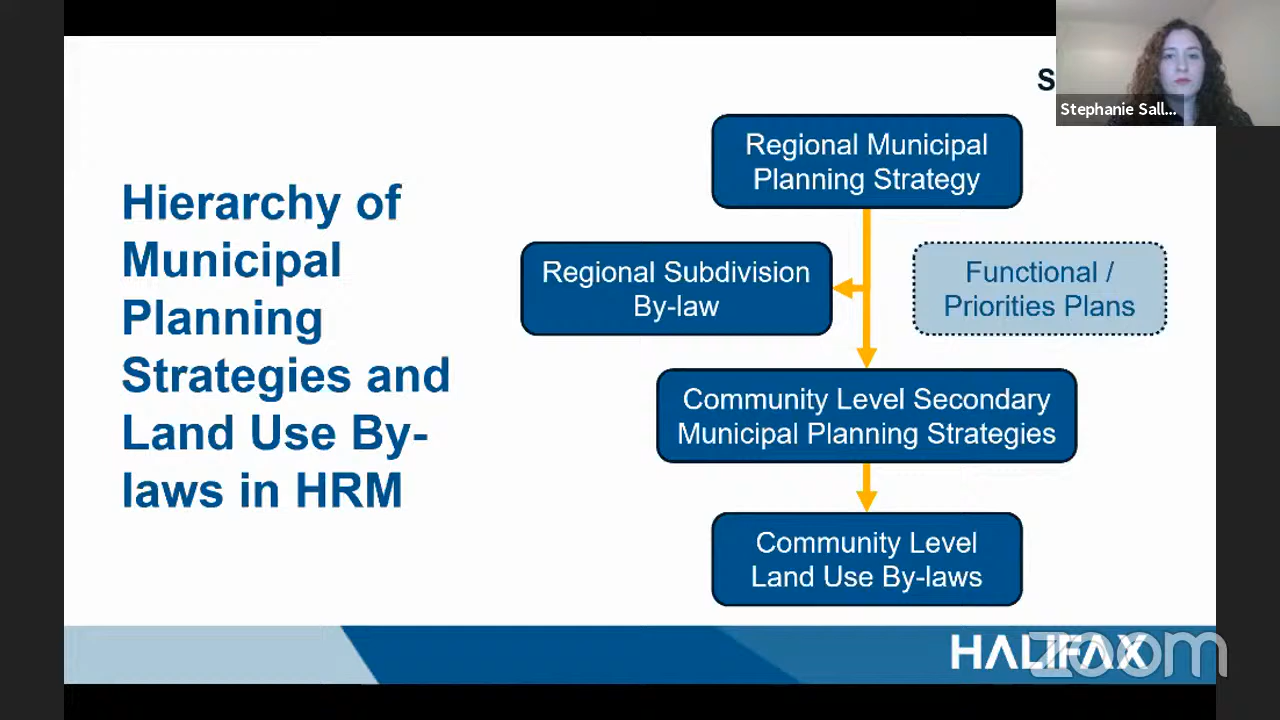 S
Stephanie Sall...
Hierarchy of
Municipal
Planning
Strategies and
Land Use By-
laws in HRM
Regional Municipal
Planning Strategy
Regional Subdivision
By-law
Functional /
Priorities Plans
Community Level Secondary
Municipal Planning Strategies
Community Level
Land Use By-laws
HALIFAX
zoom